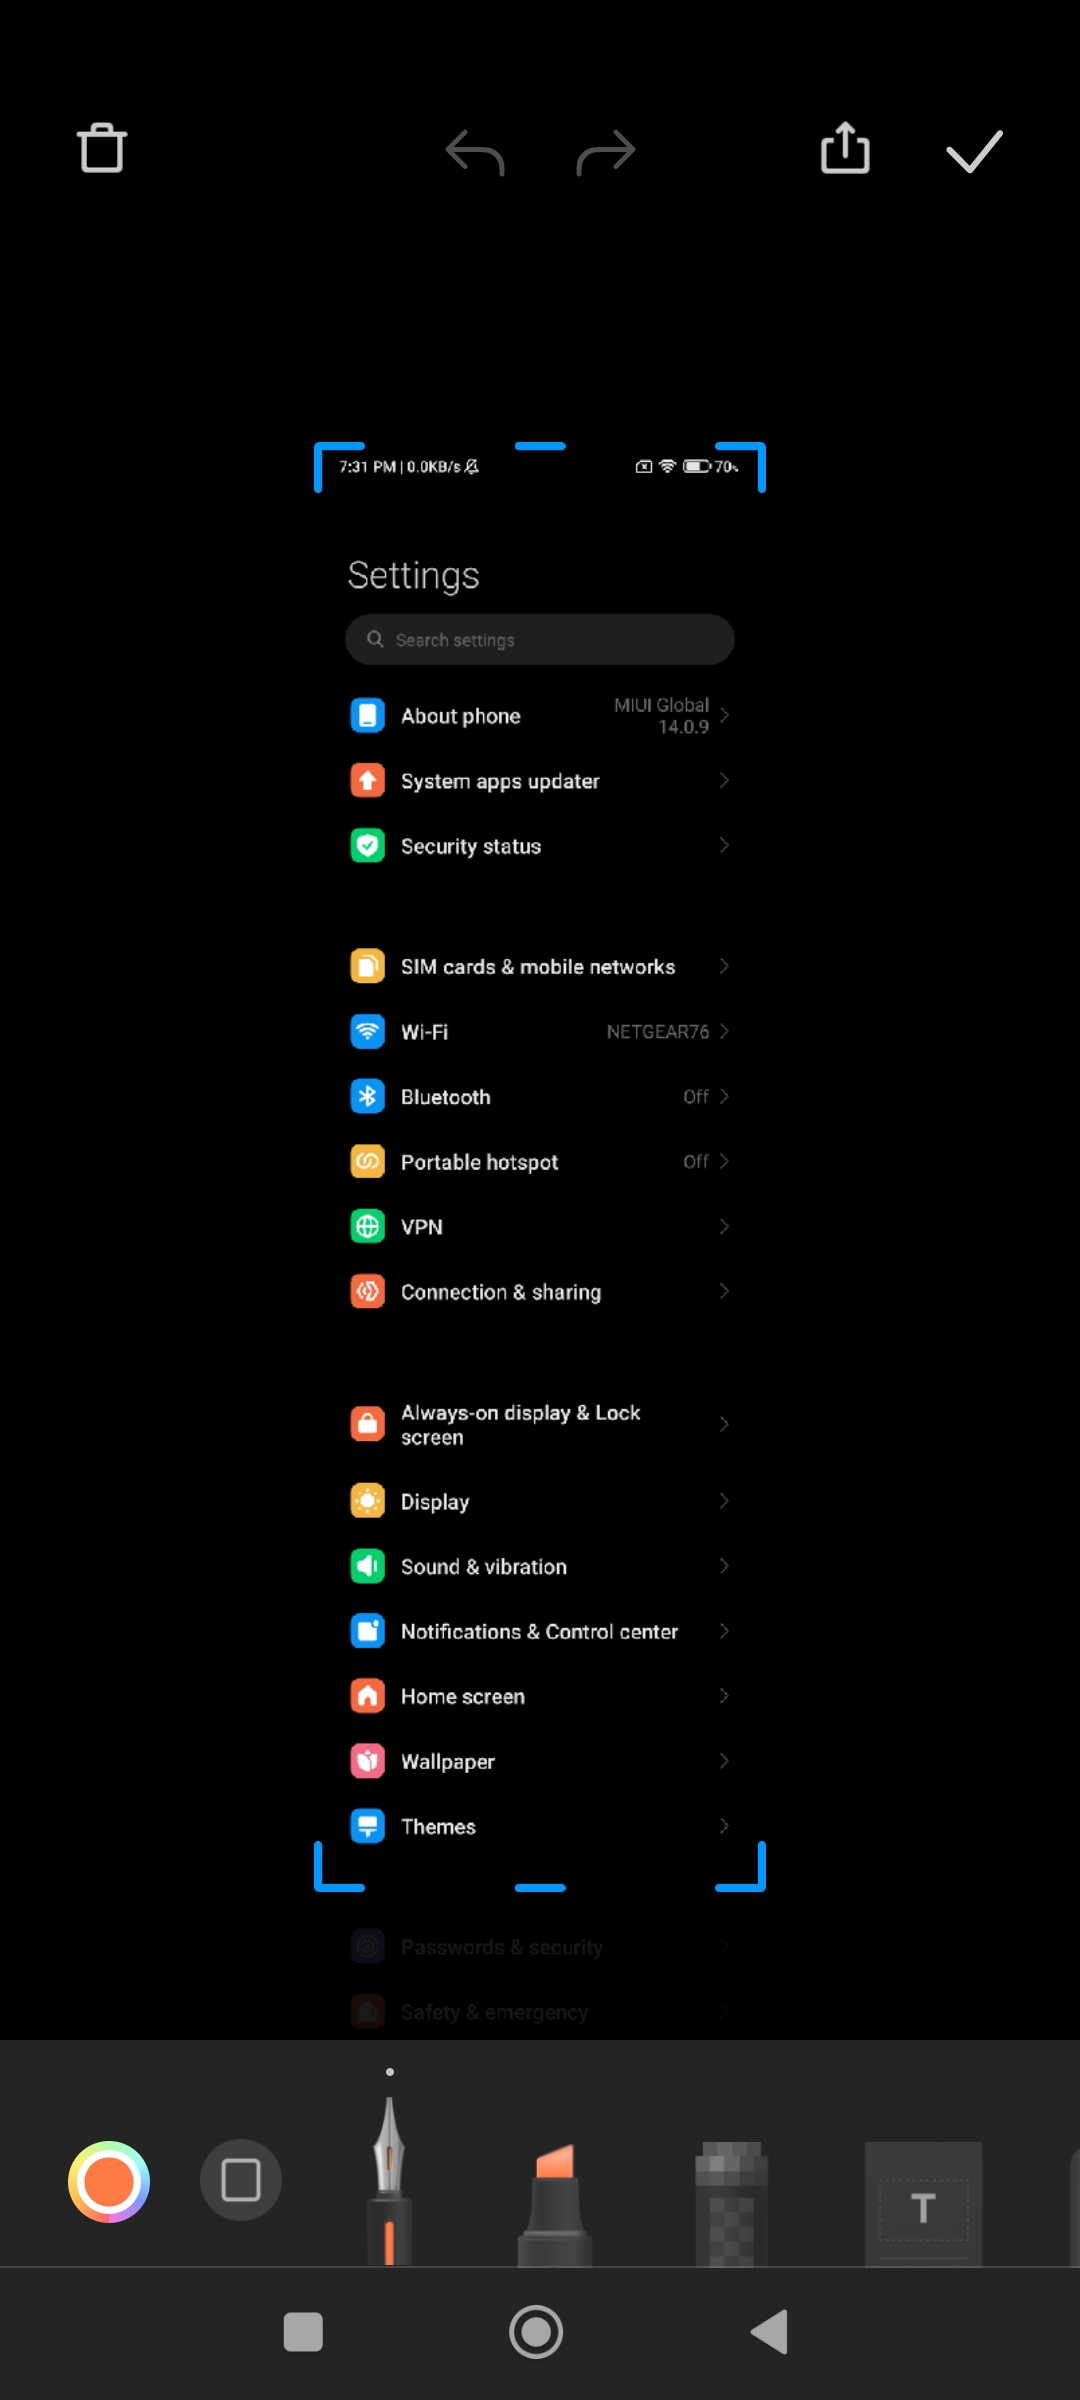 7:31 PM | 0.0KB/s
70%
Settings
Search settings
About phone
MIUI Global
14.0.9
System apps updater
Security status
SIM cards & mobile networks
Wi-Fi
NETGEAR76
Bluetooth
Off
Portable hotspot
Off
VPN
Connection & sharing
Always-on display & Lock
screen
Display
Sound & vibration
Notifications & Control center
Home screen
Wallpaper
Themes
Passwords & security
Safety & emergency
T